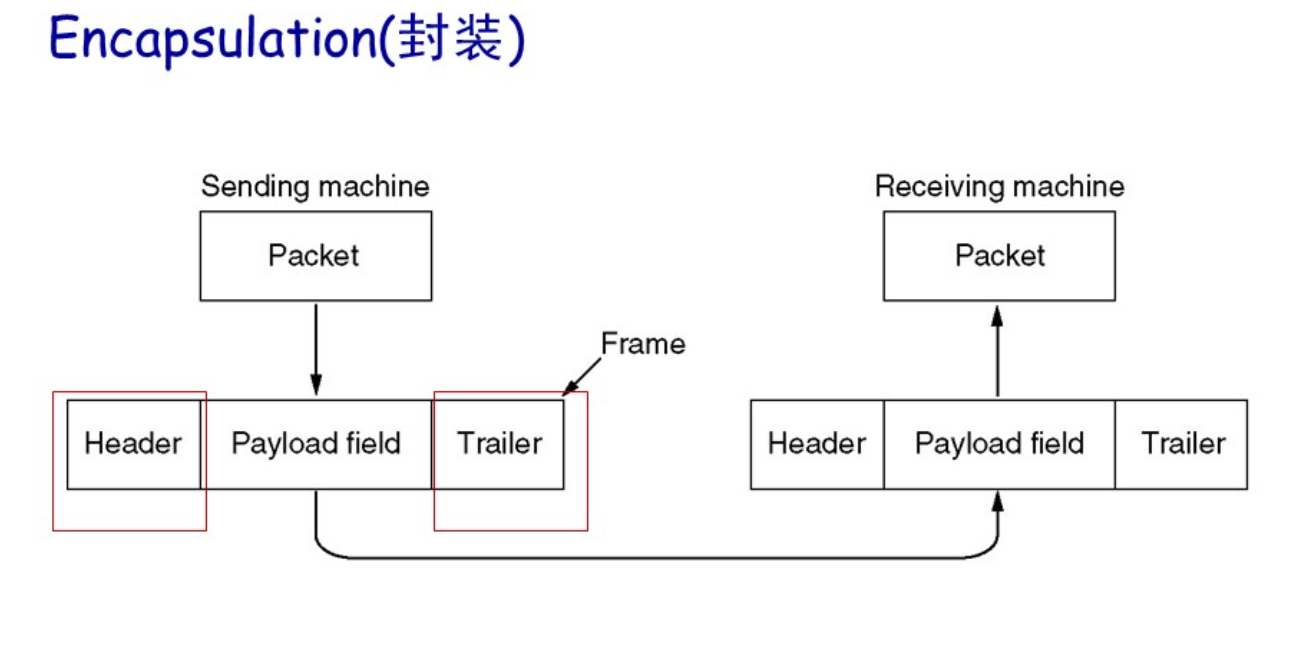 Encapsulation(封装)
Sending machine
Receiving machine
Packet
Packet
Frame
Header
Payload field
Trailer
Header
Payload field
Trailer